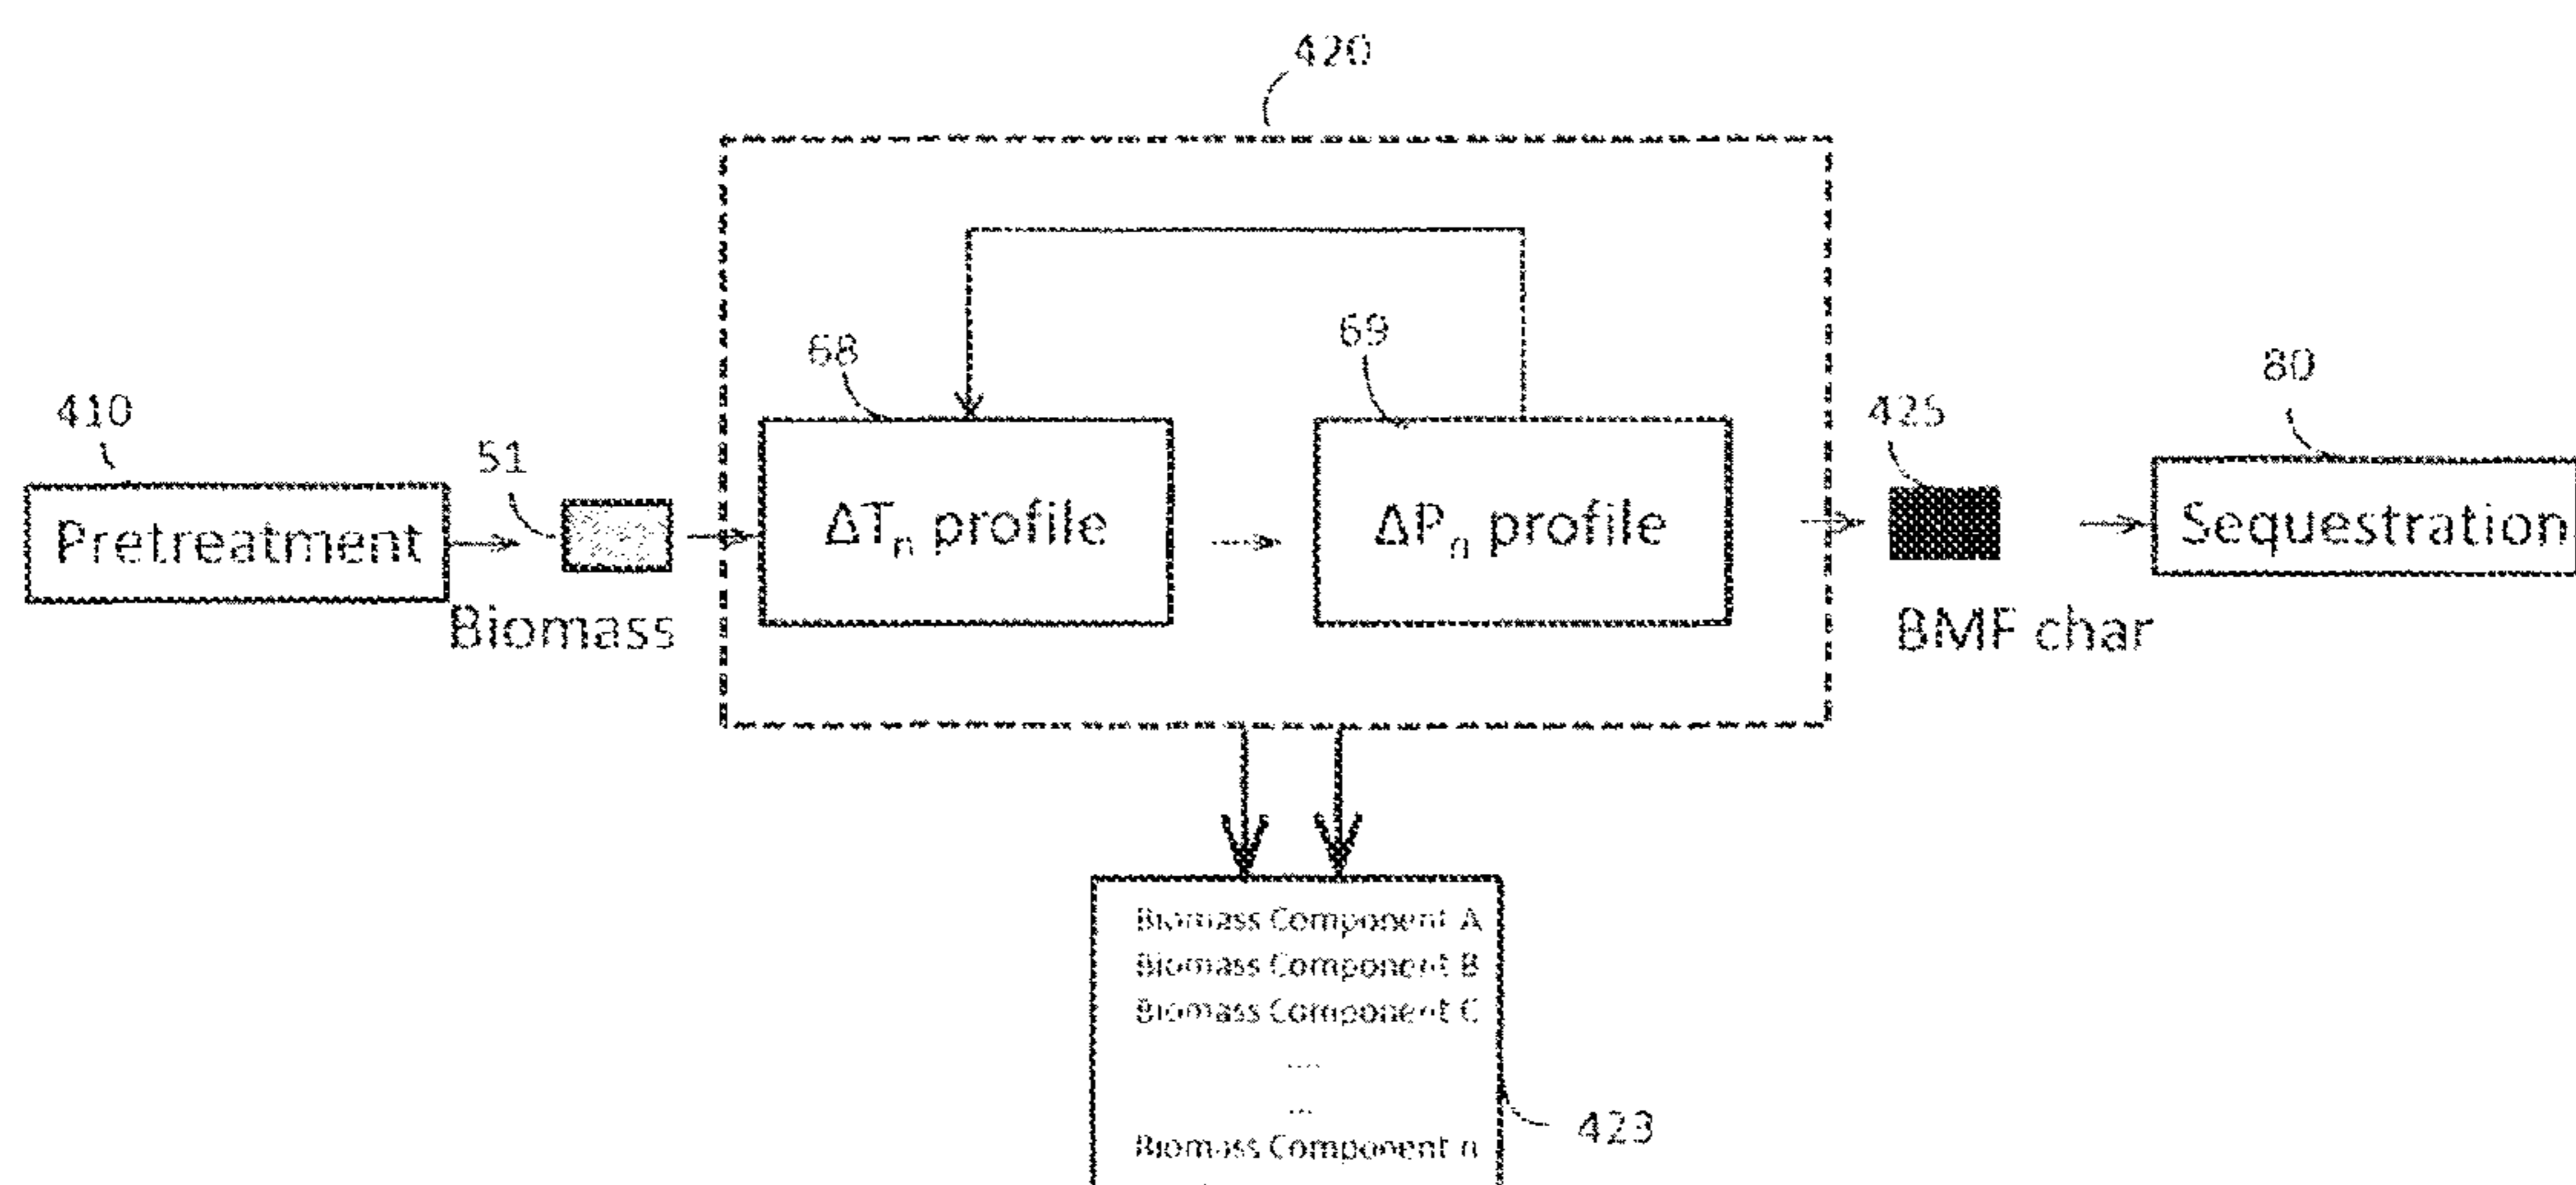 420
68
69
80
410
425
51
Pretreatment
ΔTn profile
ΔPn profile
Sequestration
Biomass
BMF char
Biomass Component A
Biomass Component B
Biomass Component C
...
...
Biomass Component n
423